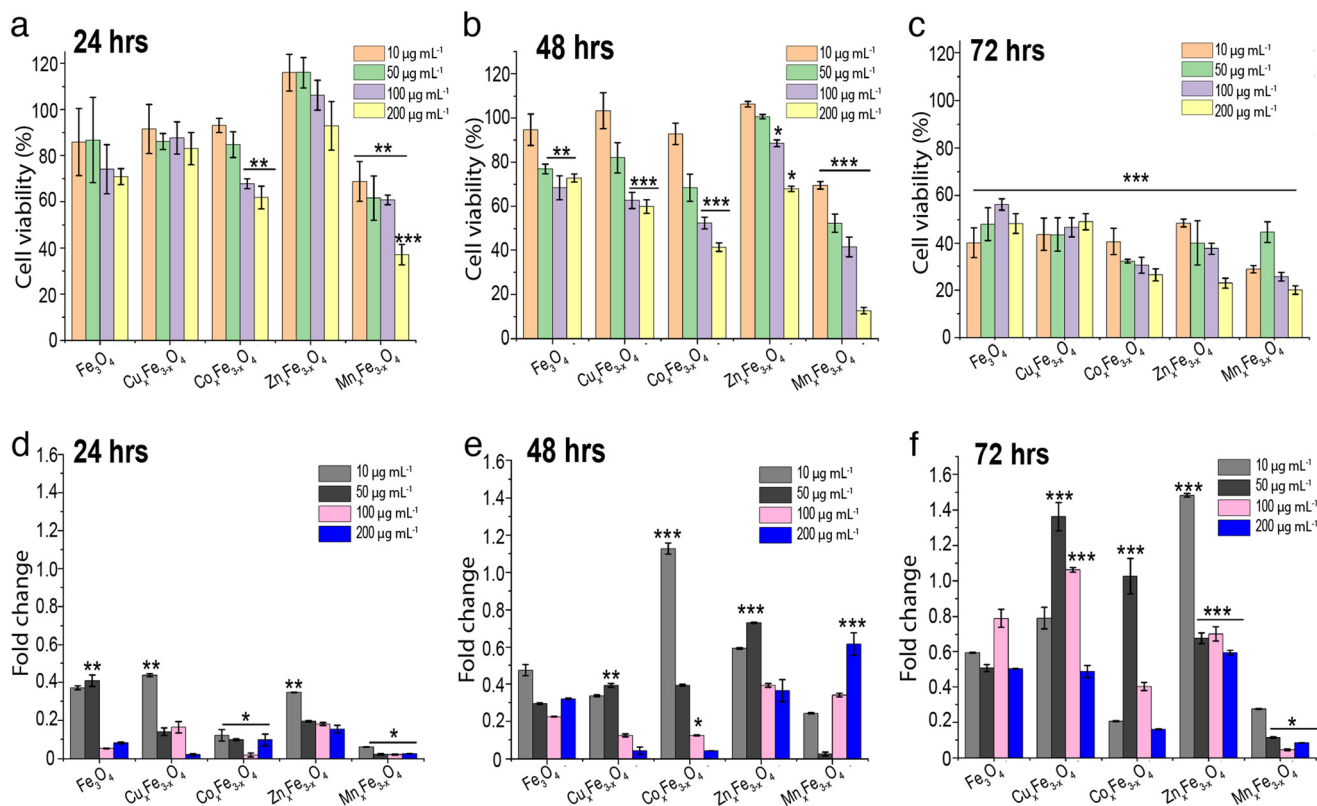 a 24 hrs
Cell viability (%)
120
100
80
60
40
20
0
10 µg mL⁻¹
50 µg mL⁻¹
100 µg mL⁻¹
200 µg mL⁻¹
**
**
***
Fe₃O₄
CuₓFe₃₋ₓO₄
CoₓFe₃₋ₓO₄
ZnₓFe₃₋ₓO₄
MnₓFe₃₋ₓO₄
b 48 hrs
Cell viability (%)
120
100
80
60
40
20
0
10 µg mL⁻¹
50 µg mL⁻¹
100 µg mL⁻¹
200 µg mL⁻¹
**
***
***
*
*
***
Fe₃O₄
CuₓFe₃₋ₓO₄
CoₓFe₃₋ₓO₄
ZnₓFe₃₋ₓO₄
MnₓFe₃₋ₓO₄
c 72 hrs
Cell viability (%)
120
100
80
60
40
20
0
10 µg mL⁻¹
50 µg mL⁻¹
100 µg mL⁻¹
200 µg mL⁻¹
***
Fe₃O₄
CuₓFe₃₋ₓO₄
CoₓFe₃₋ₓO₄
ZnₓFe₃₋ₓO₄
MnₓFe₃₋ₓO₄
d 24 hrs
Fold change
1.6
1.4
1.2
1.0
0.8
0.6
0.4
0.2
0
10 µg mL⁻¹
50 µg mL⁻¹
100 µg mL⁻¹
200 µg mL⁻¹
**
**
*
**
*
Fe₃O₄
CuₓFe₃₋ₓO₄
CoₓFe₃₋ₓO₄
ZnₓFe₃₋ₓO₄
MnₓFe₃₋ₓO₄
e 48 hrs
Fold change
1.6
1.4
1.2
1.0
0.8
0.6
0.4
0.2
0
10 µg mL⁻¹
50 µg mL⁻¹
100 µg mL⁻¹
200 µg mL⁻¹
**
***
*
***
***
Fe₃O₄
CuₓFe₃₋ₓO₄
CoₓFe₃₋ₓO₄
ZnₓFe₃₋ₓO₄
MnₓFe₃₋ₓO₄
f 72 hrs
Fold change
1.6
1.4
1.2
1.0
0.8
0.6
0.4
0.2
0
10 µg mL⁻¹
50 µg mL⁻¹
100 µg mL⁻¹
200 µg mL⁻¹
***
***
***
***
***
*
Fe₃O₄
CuₓFe₃₋ₓO₄
CoₓFe₃₋ₓO₄
ZnₓFe₃₋ₓO₄
MnₓFe₃₋ₓO₄